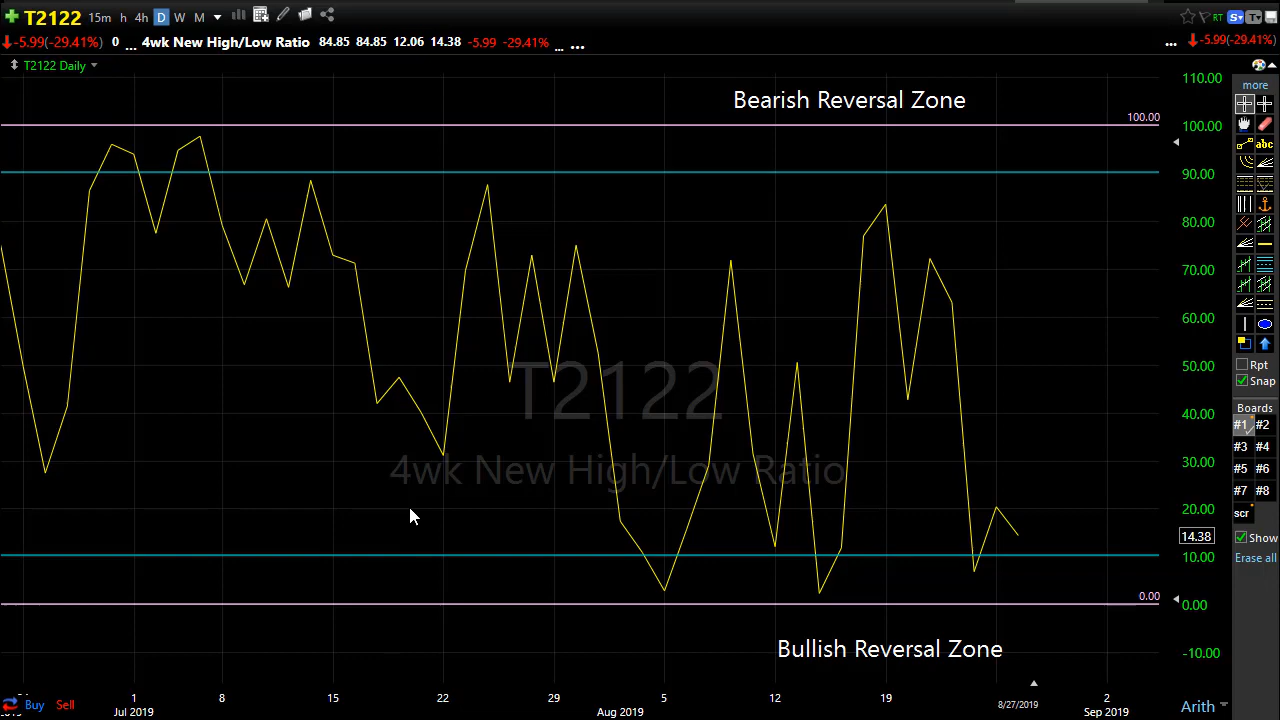 T2122 15m h 4h D W M
RT S T
-5.99(-29.41%) 0 ... 4wk New High/Low Ratio 84.85 84.85 12.06 14.38 -5.99 -29.41% ... ...
... -5.99(-29.41%)
T2122 Daily
Bearish Reversal Zone
100.00
0.00
T2122
4wk New High/Low Ratio
Bullish Reversal Zone
110.00
100.00
90.00
80.00
70.00
60.00
50.00
40.00
30.00
20.00
14.38
10.00
0.00
-10.00
more
abc
Rpt
Snap
Boards
#1 #2
#3 #4
#5 #6
#7 #8
scr
Show
Erase all
1 8 15 22 29 5 12 19 8/27/2019 2
Jul 2019 Aug 2019 Sep 2019
Buy Sell
Arith